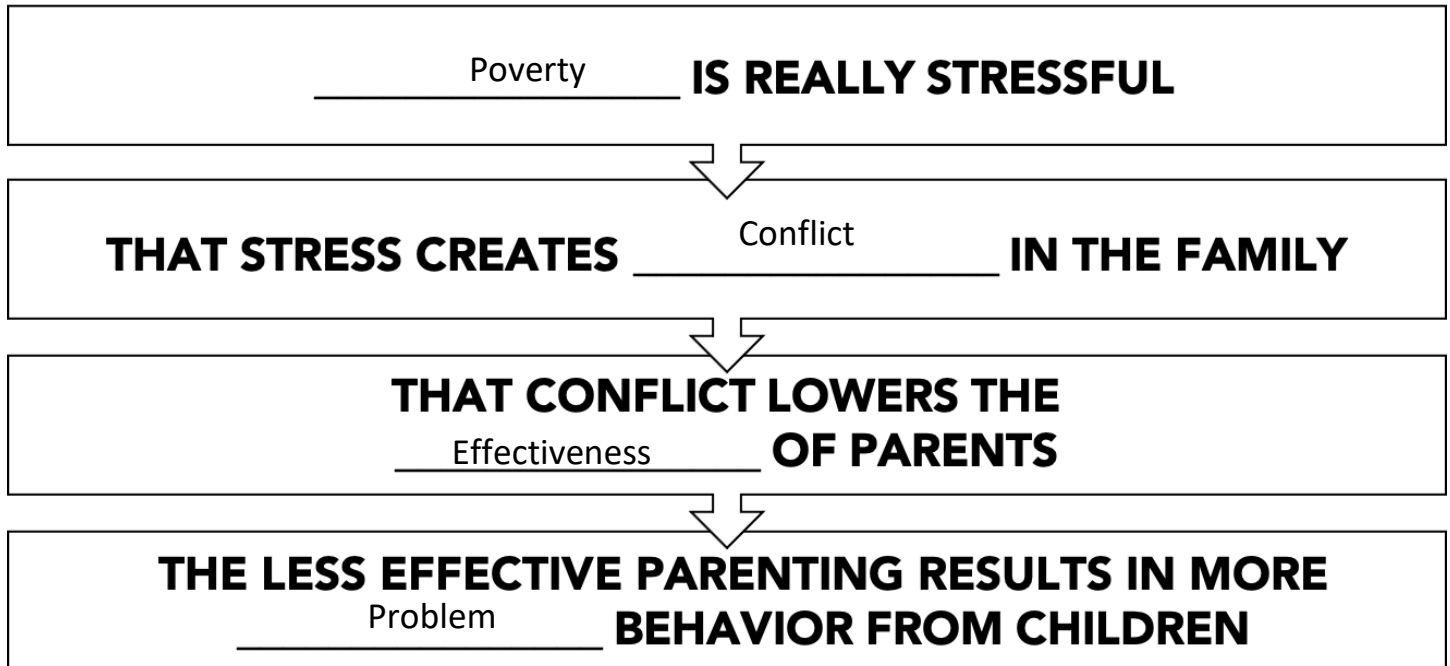 Poverty IS REALLY STRESSFUL
THAT STRESS CREATES Conflict IN THE FAMILY
THAT CONFLICT LOWERS THE
Effectiveness OF PARENTS
THE LESS EFFECTIVE PARENTING RESULTS IN MORE
Problem BEHAVIOR FROM CHILDREN